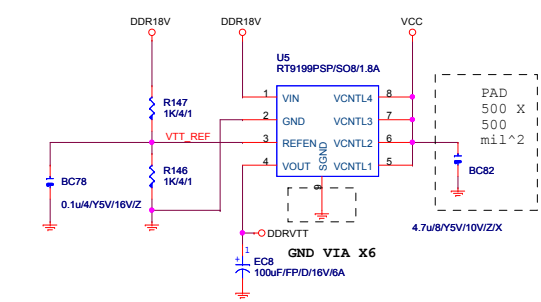 DDR18V DDR18V VCC
U5
RT9199PSP/SO8/1.8A
1 VIN VCNTL4 8
2 GND VCNTL3 7
3 REFEN VCNTL2 6
4 VOUT VCNTL1 5
SGND
9
R147
1K/4/1
VTT_REF
R146
1K/4/1
BC78
0.1u/4/Y5V/16V/Z
PAD
500 X
500
mil^2
BC82
4.7u/8/Y5V/10V/Z/X
DDRVTT
GND VIA X6
1
+
EC8
100uF/FP/D/16V/6A